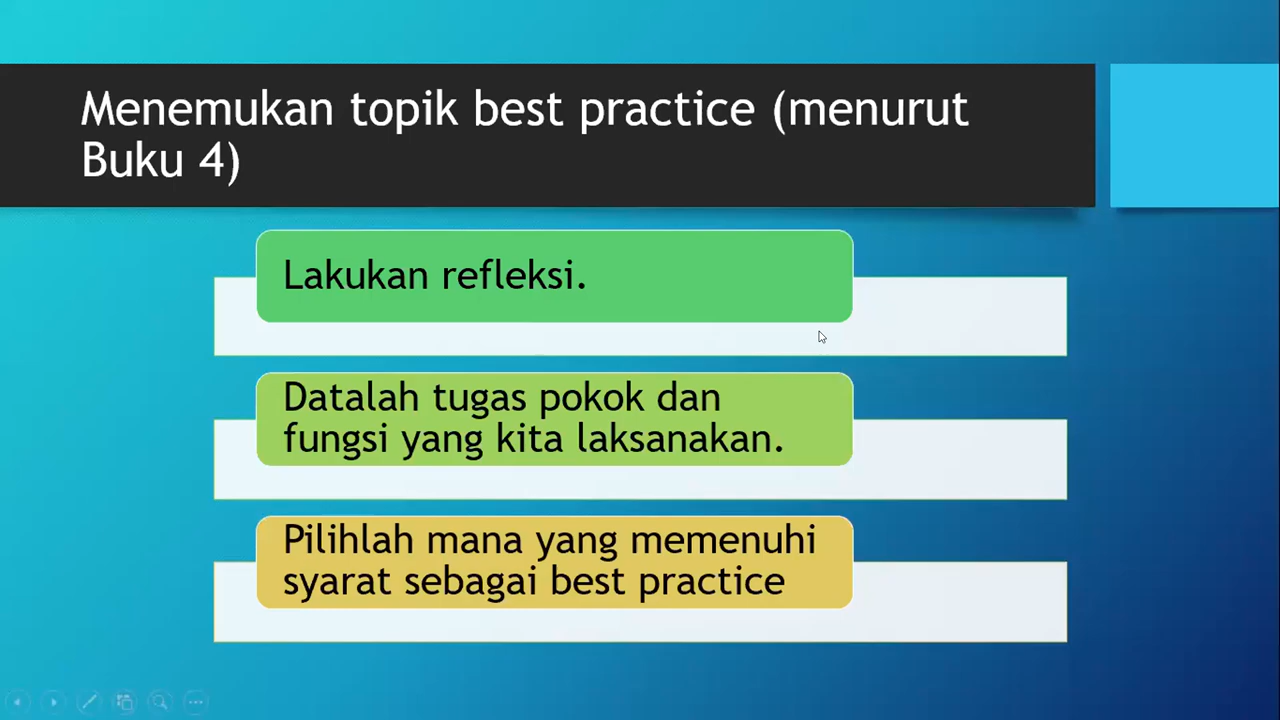 Menemukan topik best practice (menurut
Buku 4)
Lakukan refleksi.
Datalah tugas pokok dan
fungsi yang kita laksanakan.
Pilihlah mana yang memenuhi
syarat sebagai best practice